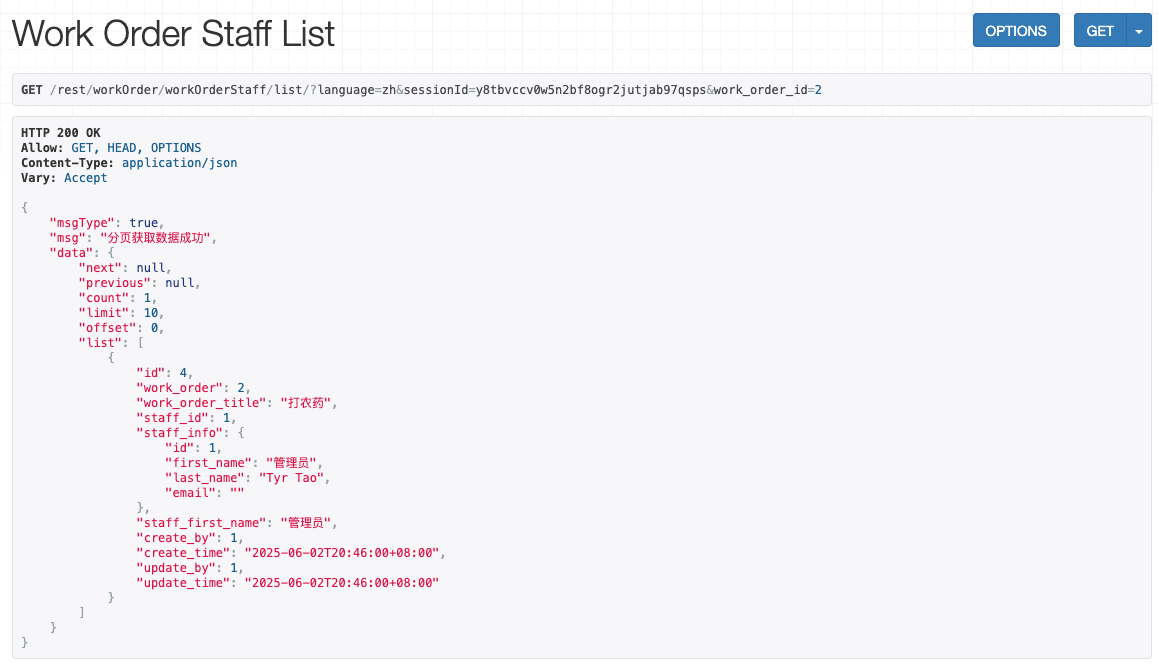 Work Order Staff List
OPTIONS
GET
GET /rest/workOrder/workOrderStaff/list/?language=zh&sessionId=y8tbvccv0w5n2bf8ogr2jutjab97qsps&work_order_id=2
HTTP 200 OK
Allow: GET, HEAD, OPTIONS
Content-Type: application/json
Vary: Accept
{
    "msgType": true,
    "msg": "分页获取数据成功",
    "data": {
        "next": null,
        "previous": null,
        "count": 1,
        "limit": 10,
        "offset": 0,
        "list": [
            {
                "id": 4,
                "work_order": 2,
                "work_order_title": "打农药",
                "staff_id": 1,
                "staff_info": {
                    "id": 1,
                    "first_name": "管理员",
                    "last_name": "Tyr Tao",
                    "email": ""
                },
                "staff_first_name": "管理员",
                "create_by": 1,
                "create_time": "2025-06-02T20:46:00+08:00",
                "update_by": 1,
                "update_time": "2025-06-02T20:46:00+08:00"
            }
        ]
    }
}